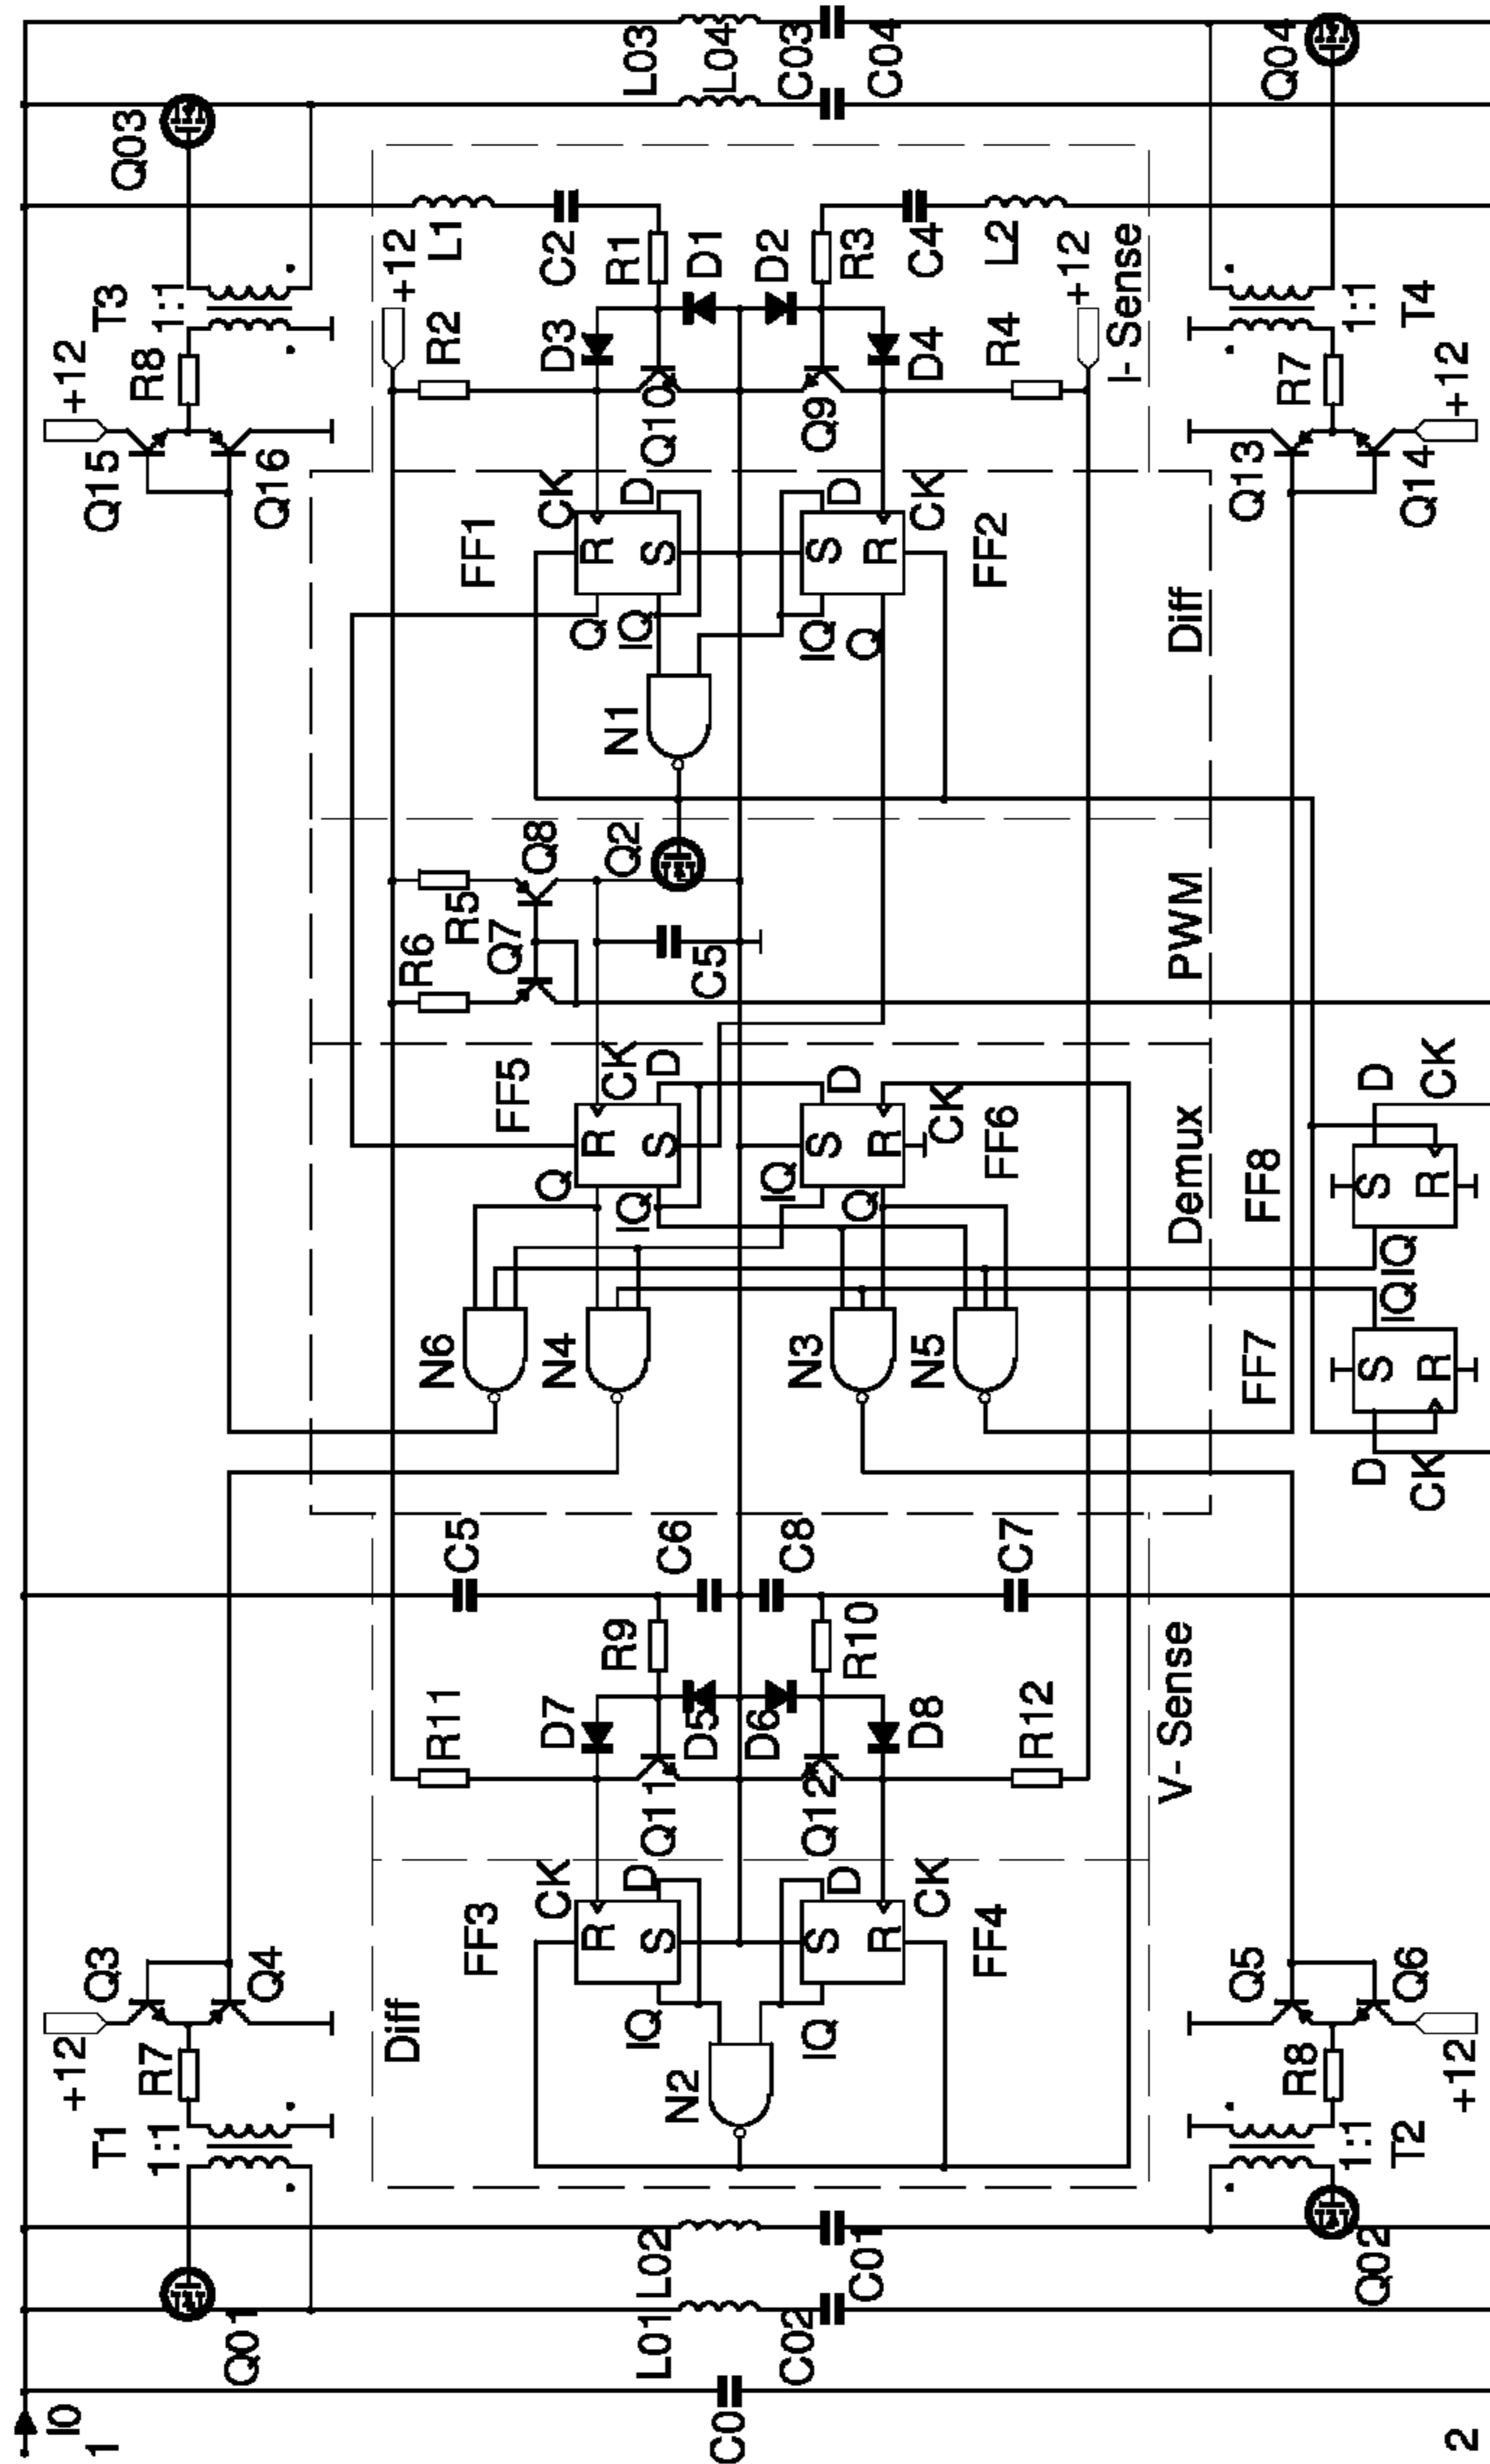 I0
1
2
C0
L01
C02
Q01
L02
C01
Q02
T1
1:1
+12
R7
Q3
Q4
T2
1:1
+12
R8
Q5
Q6
Diff
N2
IQ
IQ
FF3
R
S
D
CK
FF4
S
R
D
CK
R11
D7
Q11
D5
R9
D6
Q12
D8
R10
R12
V- Sense
C5
C6
C8
C7
N6
N4
N3
N5
Demux
FF5
Q
IQ
R
S
CK
D
FF6
IQ
Q
S
R
D
CK
FF7
D
CK
S
R
IQ
FF8
IQ
S
R
D
CK
PWM
R6
R5
Q7
Q8
C5
Q2
Diff
N1
FF1
Q
IQ
R
S
CK
D
FF2
IQ
Q
S
R
D
CK
I- Sense
+12
R2
L1
C2
R1
D3
D1
Q10
D2
Q9
D4
R3
C4
L2
R4
+12
Q15
Q16
+12
R8
T3
1:1
Q03
Q13
Q14
+12
R7
T4
1:1
Q04
L03
L04
C03
C04